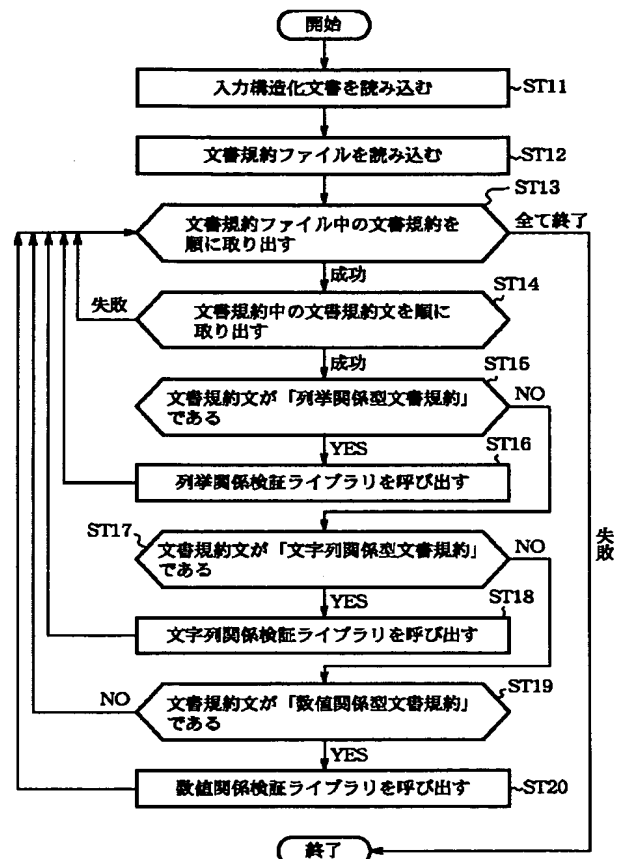 開始
入力構造化文書を読み込む
ST11
文書規約ファイルを読み込む
ST12
ST13
文書規約ファイル中の文書規約を
順に取り出す
全て終了
成功
ST14
失敗
文書規約中の文書規約文を順に
取り出す
成功
ST15
文書規約文が「列挙関係型文書規約」
である
NO
YES
ST16
列挙関係検証ライブラリを呼び出す
ST17
文書規約文が「文字列関係型文書規約」
である
NO
失敗
YES
ST18
文字列関係検証ライブラリを呼び出す
NO
文書規約文が「数値関係型文書規約」
である
ST19
YES
数値関係検証ライブラリを呼び出す
ST20
終了